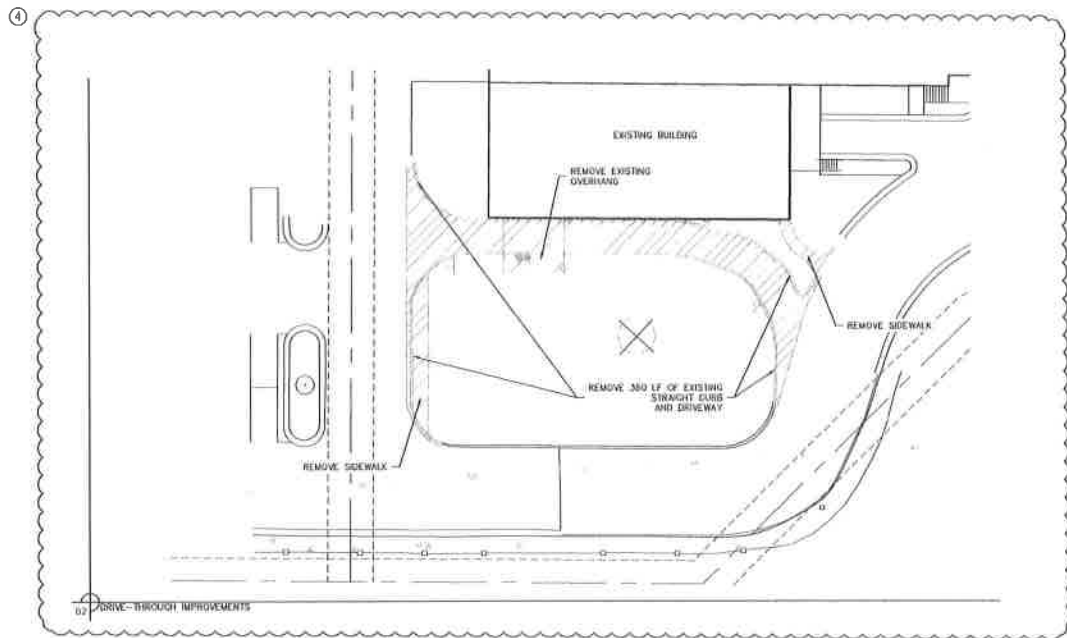 4
EXISTING BUILDING
REMOVE EXISTING
OVERHANG
REMOVE SIDEWALK
REMOVE 380 LF OF EXISTING
STRAIGHT CURB
AND DRIVEWAY
REMOVE SIDEWALK
02
DRIVE-THROUGH IMPROVEMENTS